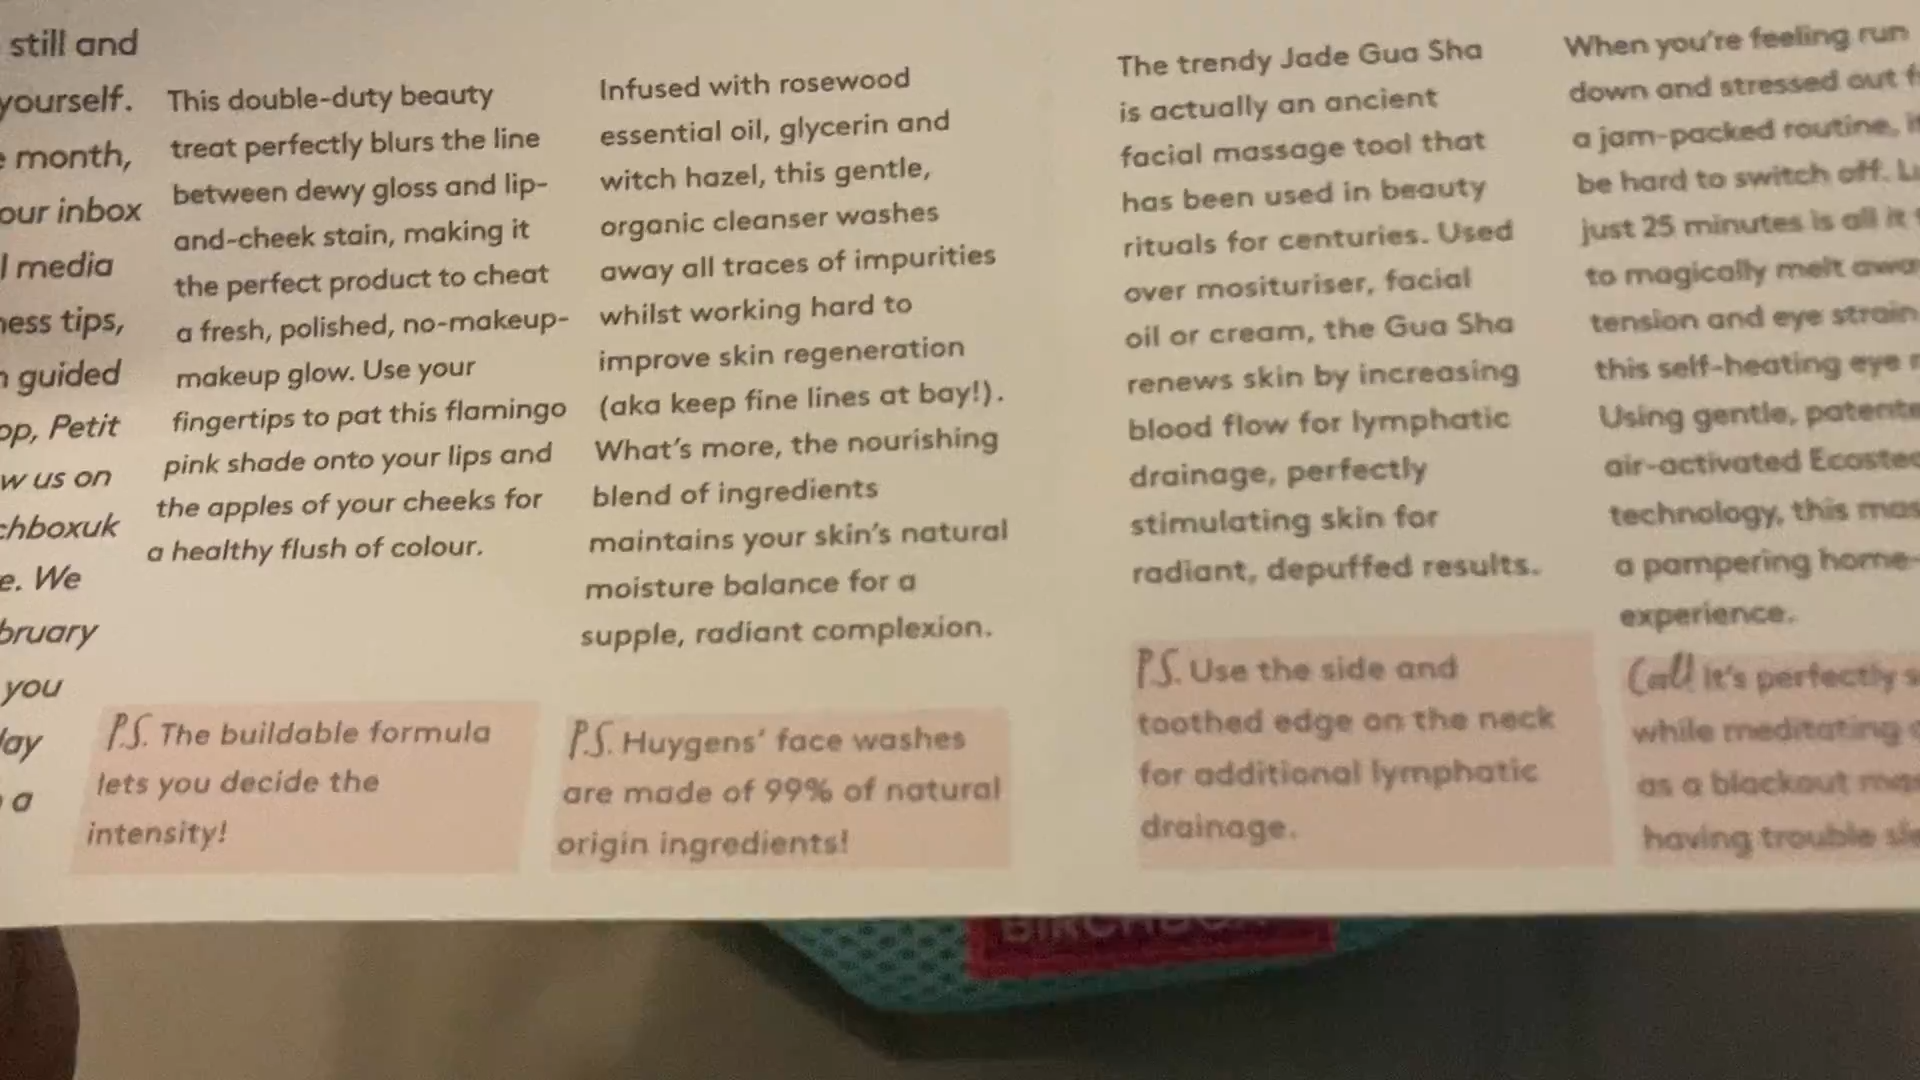 still and
yourself.
month,
our inbox
media
ness tips,
guided
Petit
us on
chboxuk
e. We
bruary
you
a
This double-duty beauty
treat perfectly blurs the line
between dewy gloss and lip-
and-cheek stain, making it
the perfect product to cheat
a fresh, polished, no-makeup-
makeup glow. Use your
fingertips to pat this flamingo
pink shade onto your lips and
the apples of your cheeks for
a healthy flush of colour.
P.S. The buildable formula
lets you decide the
intensity!
Infused with rosewood
essential oil, glycerin and
witch hazel, this gentle,
organic cleanser washes
away all traces of impurities
whilst working hard to
improve skin regeneration
(aka keep fine lines at bay!).
What's more, the nourishing
blend of ingredients
maintains your skin's natural
moisture balance for a
supple, radiant complexion.
P.S. Huygens' face washes
are made of 99% of natural
origin ingredients!
The trendy Jade Gua Sha
is actually an ancient
facial massage tool that
has been used in beauty
rituals for centuries. Used
over mosituriser, facial
oil or cream, the Gua Sha
renews skin by increasing
blood flow for lymphatic
drainage, perfectly
stimulating skin for
radiant, depuffed results.
P.S. Use the side and
toothed edge on the neck
for additional lymphatic
drainage.
When you're feeling run
down and stressed out
a jam-packed routine,
be hard to switch off.
just 25 minutes is all it
to magically melt
tension and eye strain
this self-heating eye
Using gentle,
air-activated
technology, this
a pampering home-
experience.
It's perfectly
while meditating
as a blackout
having trouble
BIRCHBOX